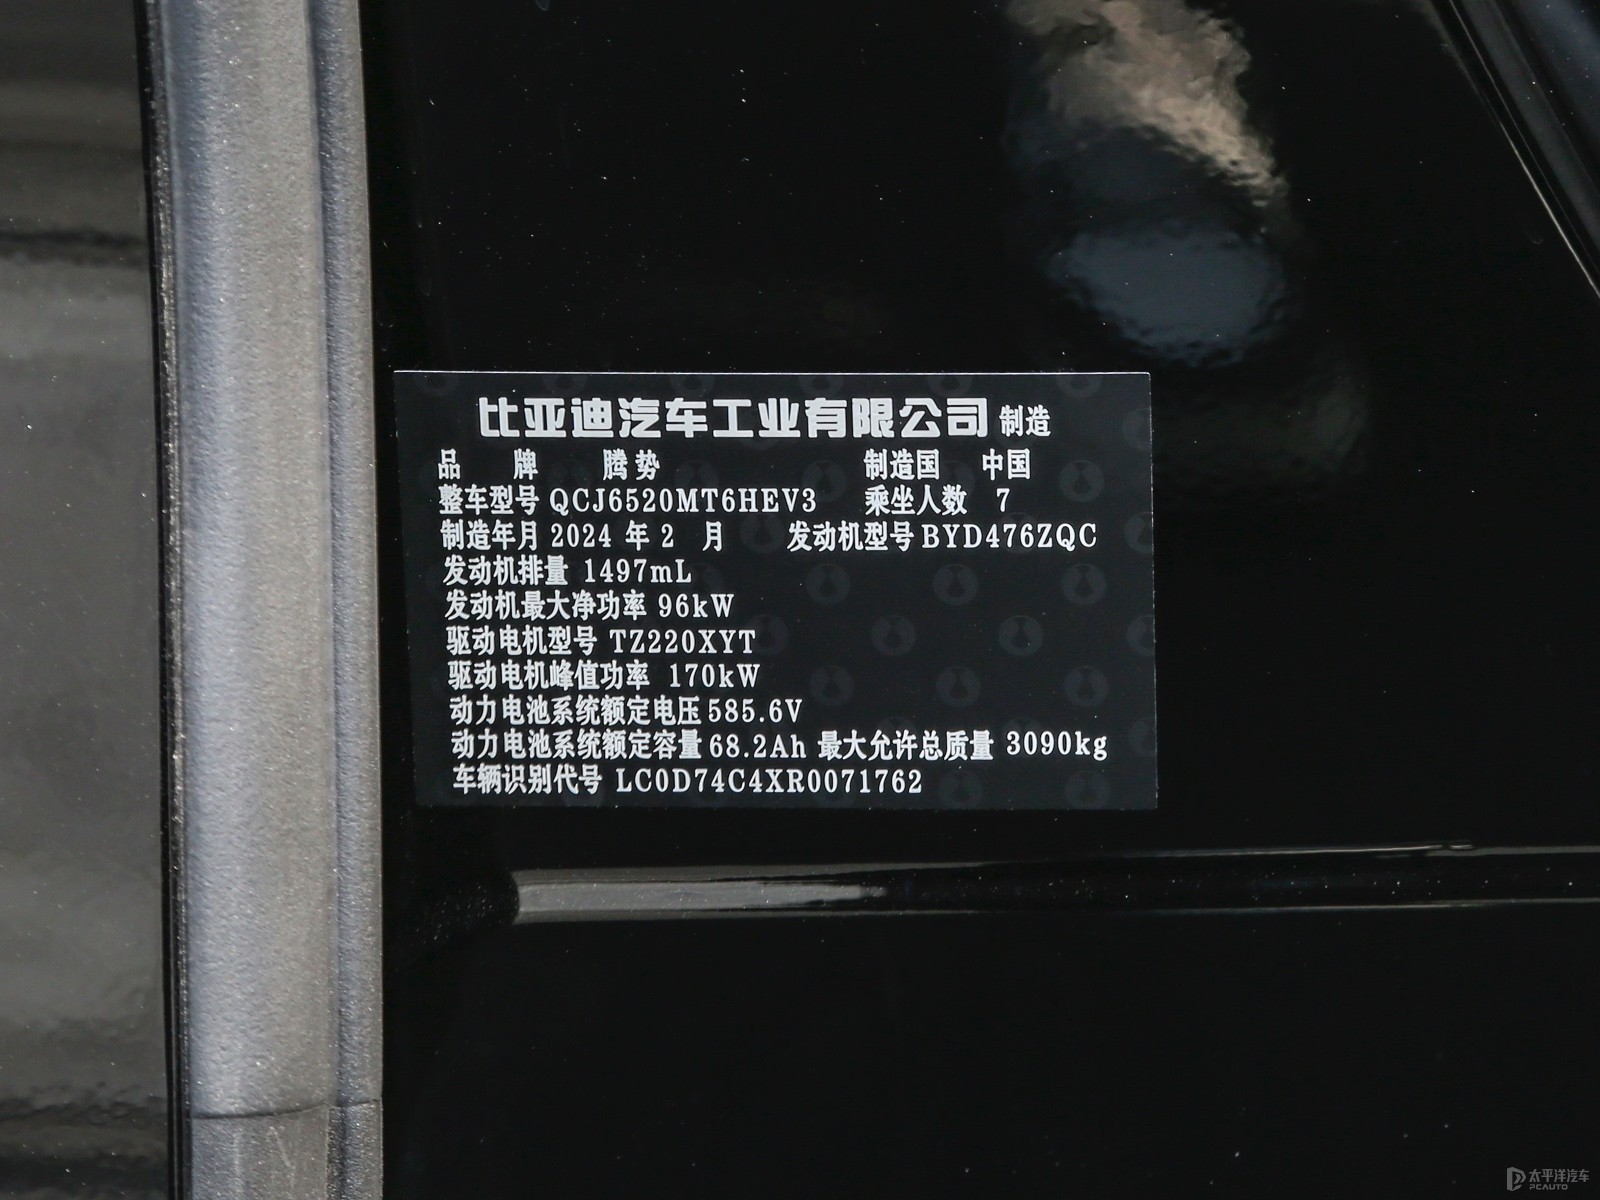 比亚迪汽车工业有限公司 制造
品 牌 腾势 制造国 中国
整车型号 QCJ6520MT6HEV3 乘坐人数 7
制造年月 2024 年 2 月 发动机型号 BYD476ZQC
发动机排量 1497mL
发动机最大净功率 96kW
驱动电机型号 TZ220XYT
驱动电机峰值功率 170kW
动力电池系统额定电压 585.6V
动力电池系统额定容量 68.2Ah 最大允许总质量 3090kg
车辆识别代号 LC0D74C4XR0071762
太平洋汽车
PCAUTO